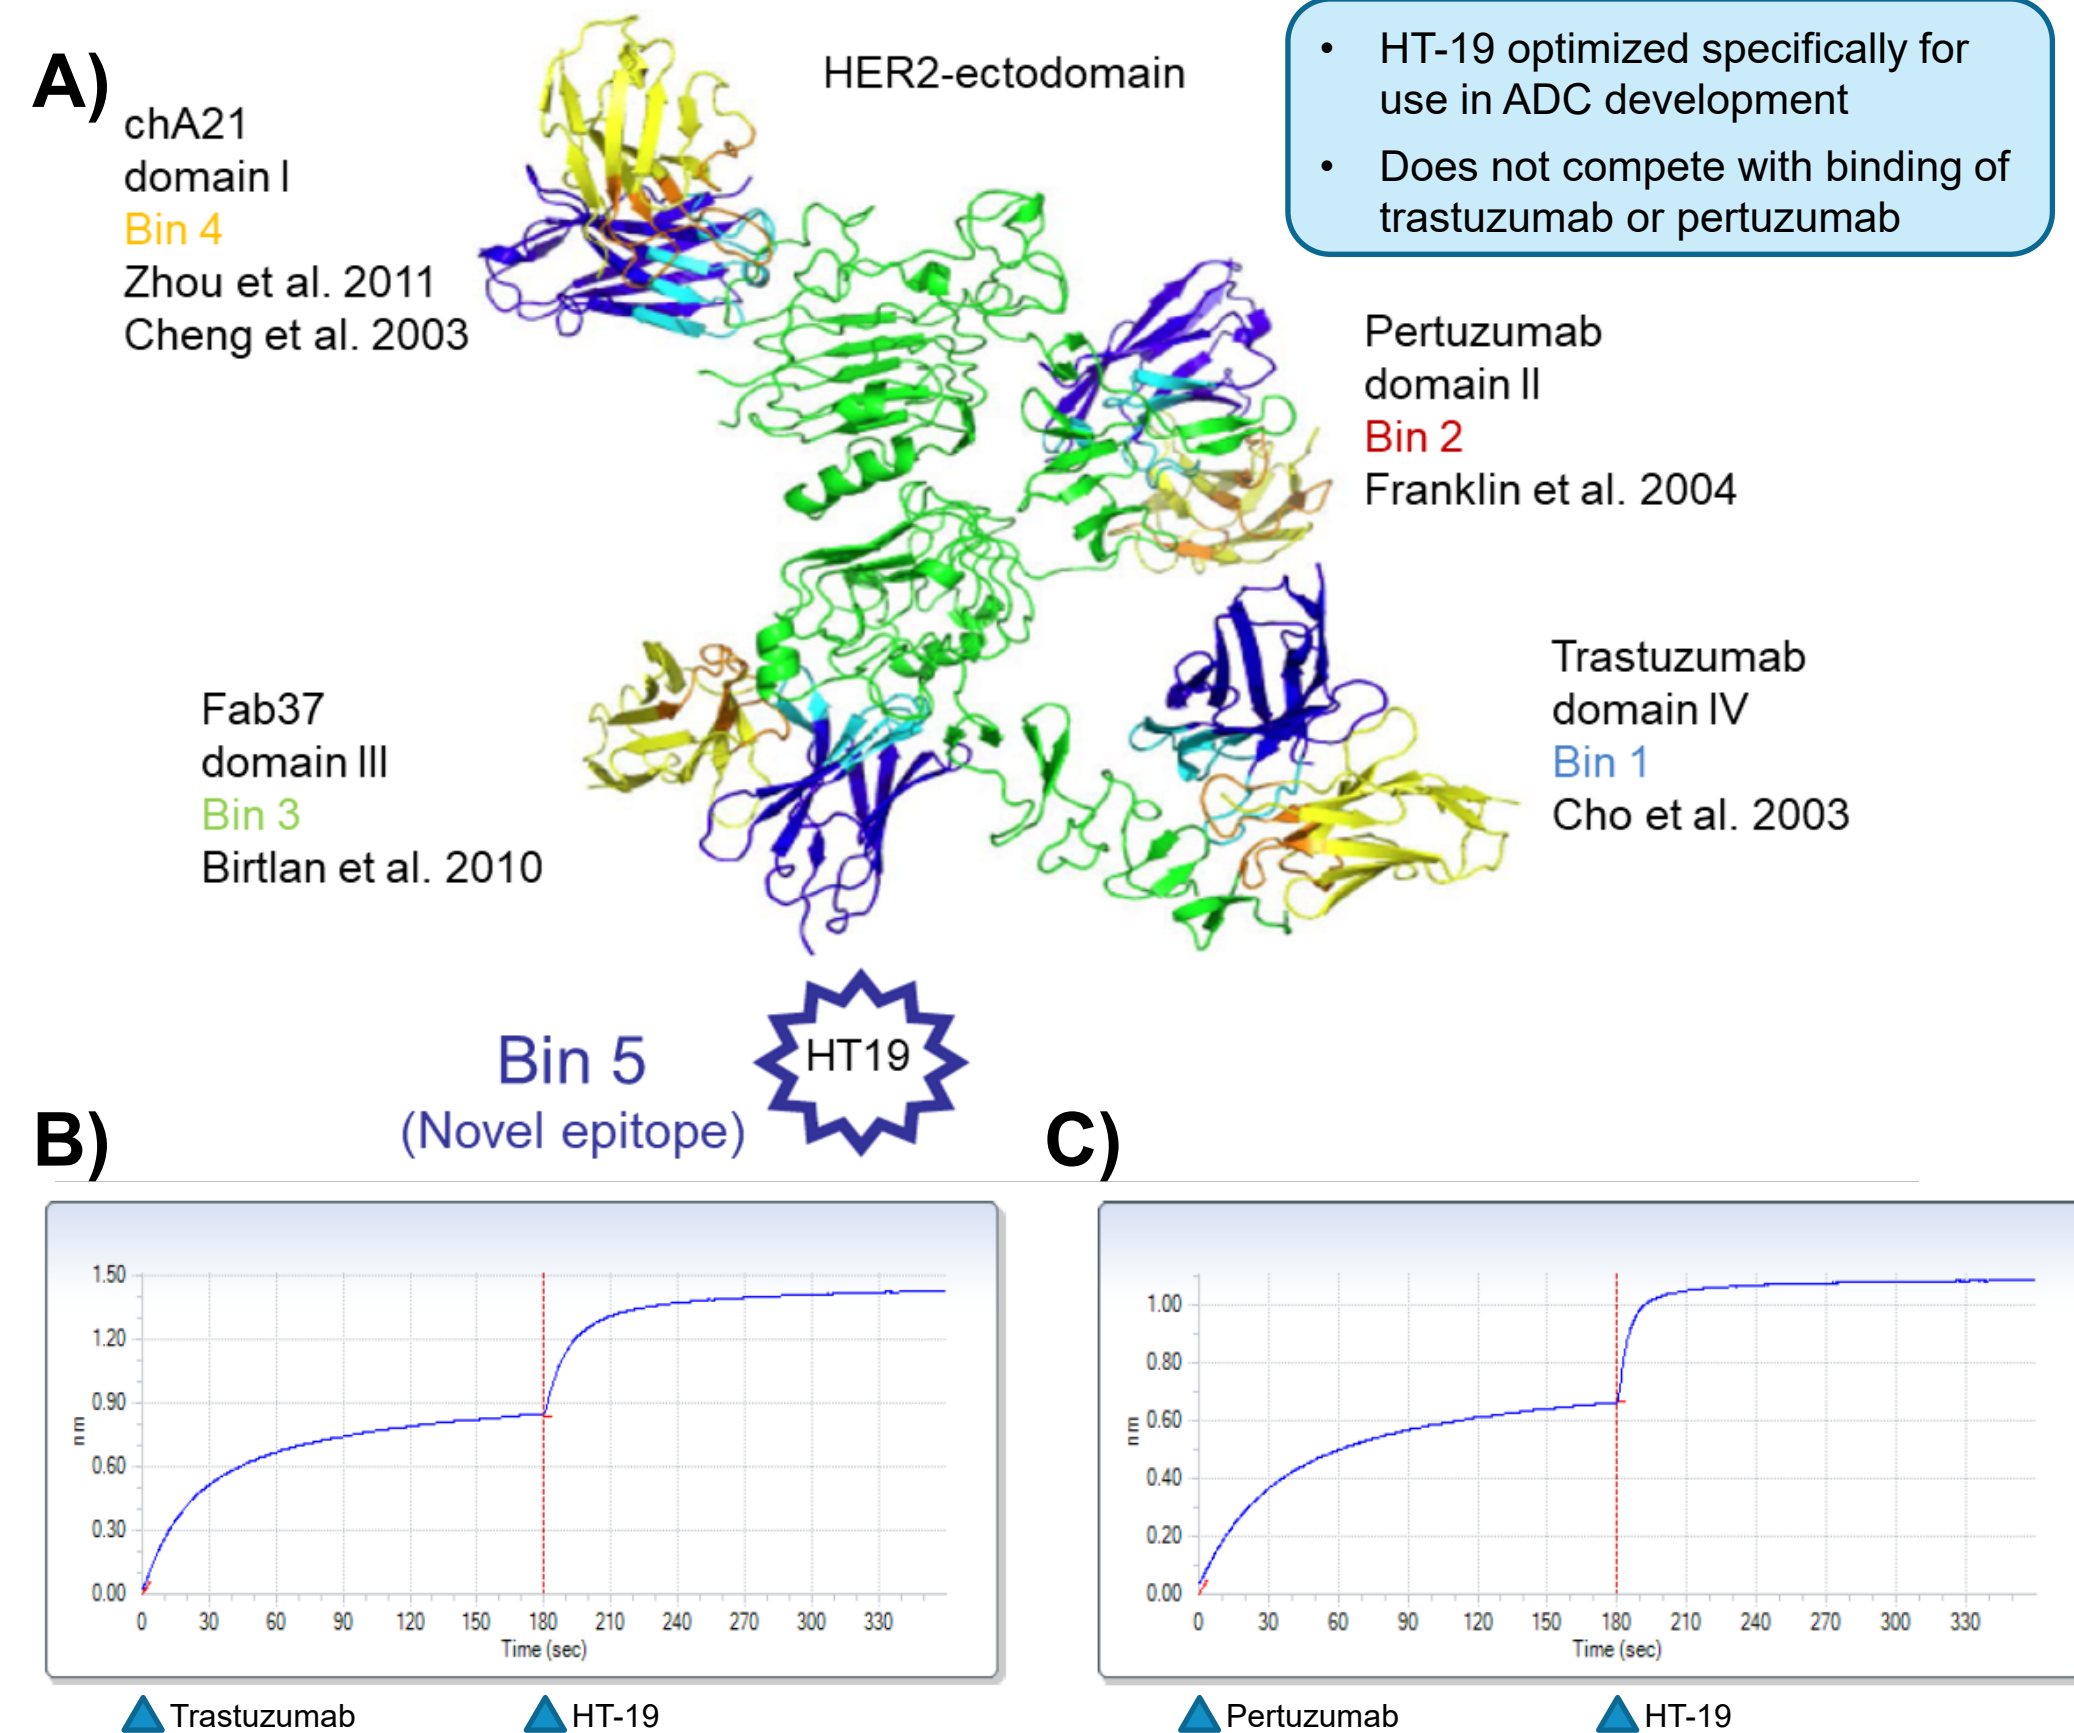 A)
HER2-ectodomain
• HT-19 optimized specifically for
use in ADC development
• Does not compete with binding of
trastuzumab or pertuzumab
chA21
domain I
Bin 4
Zhou et al. 2011
Cheng et al. 2003
Pertuzumab
domain II
Bin 2
Franklin et al. 2004
Fab37
domain III
Bin 3
Birtlan et al. 2010
Trastuzumab
domain IV
Bin 1
Cho et al. 2003
Bin 5
(Novel epitope)
HT19
B)
1.50
1.20
0.90
0.60
0.30
0.00
nm
0 30 60 90 120 150 180 210 240 270 300 330
Time (sec)
Trastuzumab HT-19
C)
1.00
0.80
0.60
0.40
0.20
0.00
nm
0 30 60 90 120 150 180 210 240 270 300 330
Time (sec)
Pertuzumab HT-19